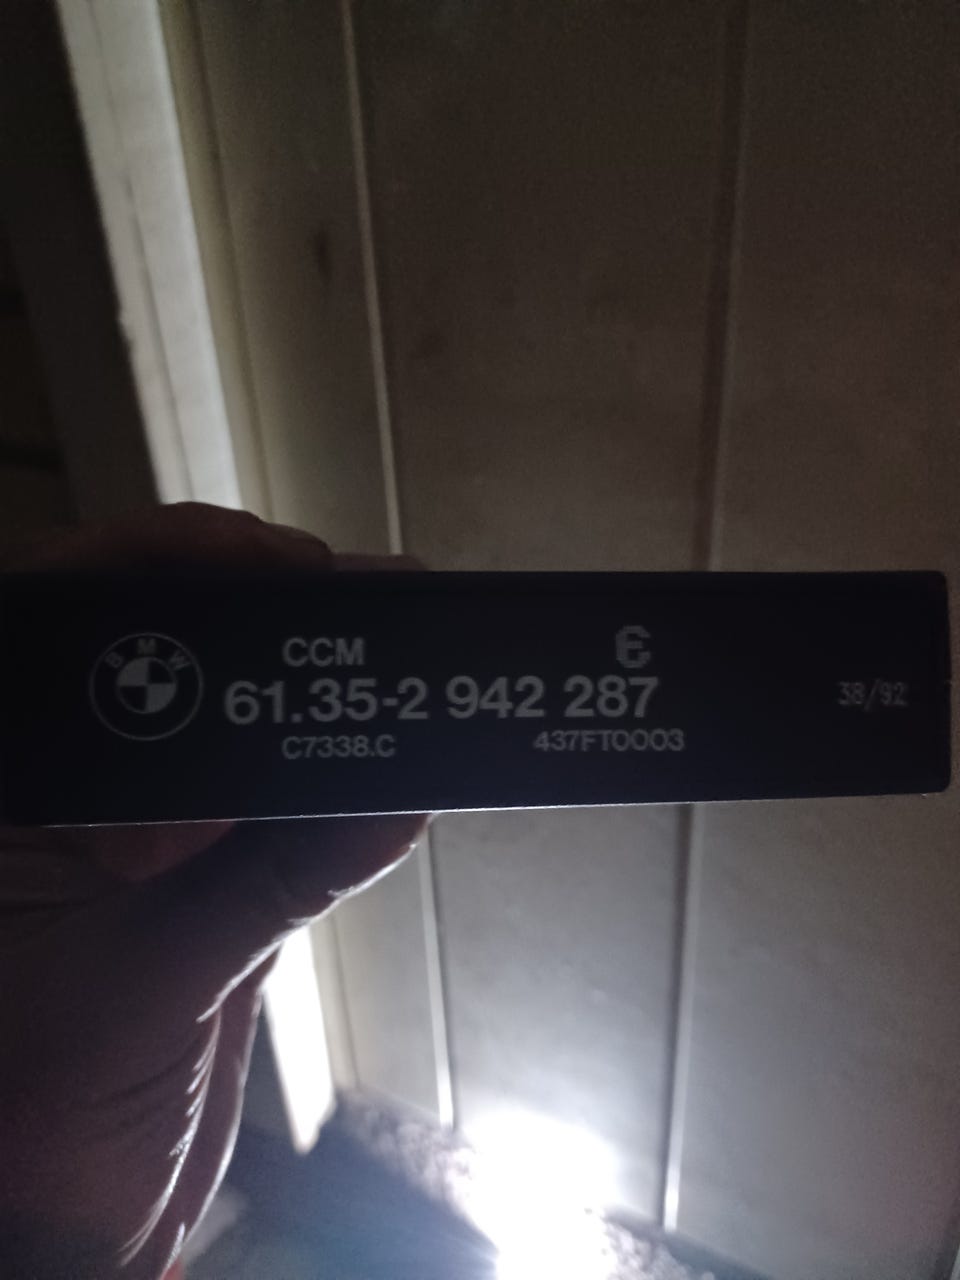 BMW
CCM
61.35-2 942 287
38/92
C7338.C
437FT0003